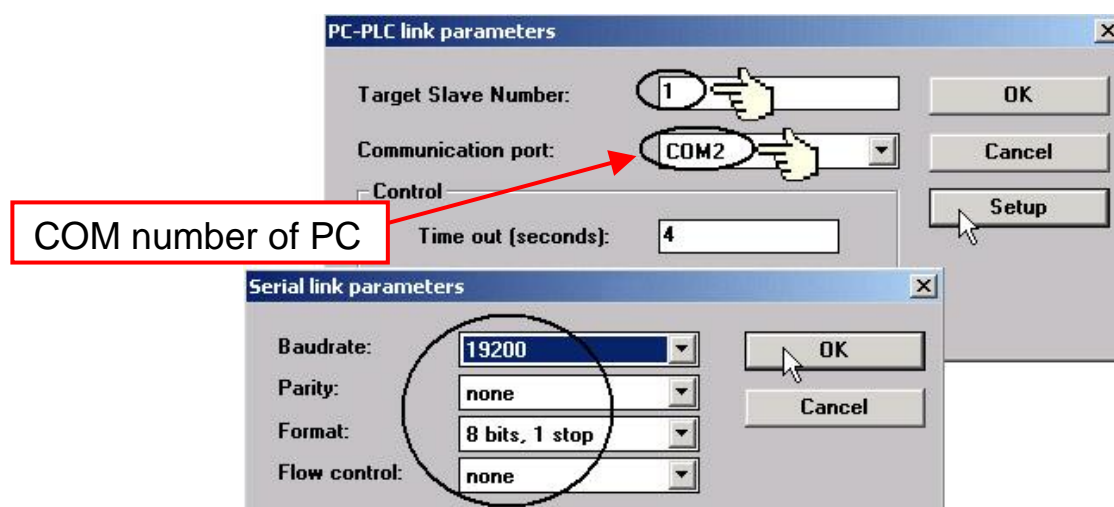 PC-PLC link parameters
Target Slave Number: 1 OK
Communication port: COM2 Cancel
Control Setup
COM number of PC
Time out (seconds): 4
Serial link parameters
Baudrate: 19200 OK
Parity: none Cancel
Format: 8 bits, 1 stop
Flow control: none